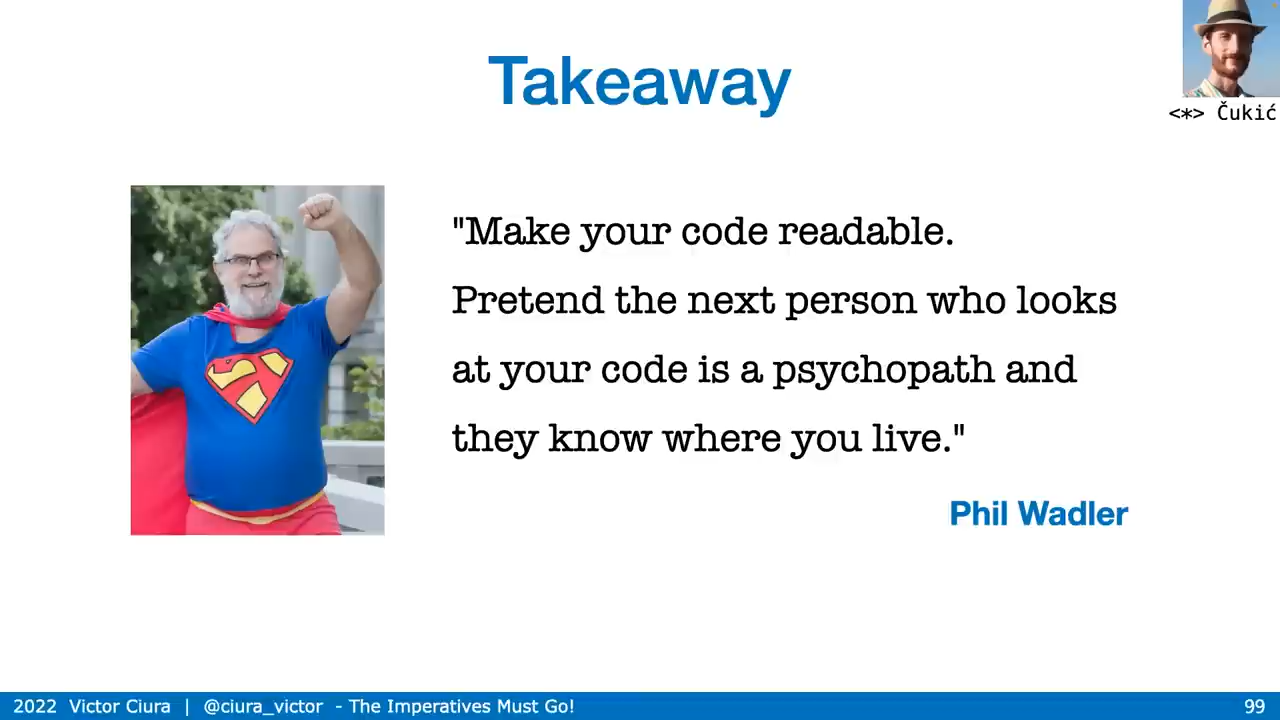 Takeaway
<*> Čukić
"Make your code readable.
Pretend the next person who looks
at your code is a psychopath and
they know where you live."
Phil Wadler
2022 Victor Ciura | @ciura_victor - The Imperatives Must Go!
99